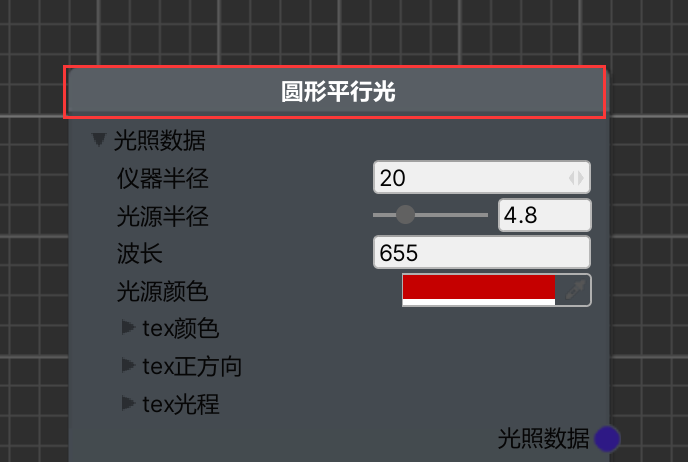 圆形平行光
光照数据
仪器半径 20
光源半径 4.8
波长 655
光源颜色
tex颜色
tex正方向
tex光程
光照数据